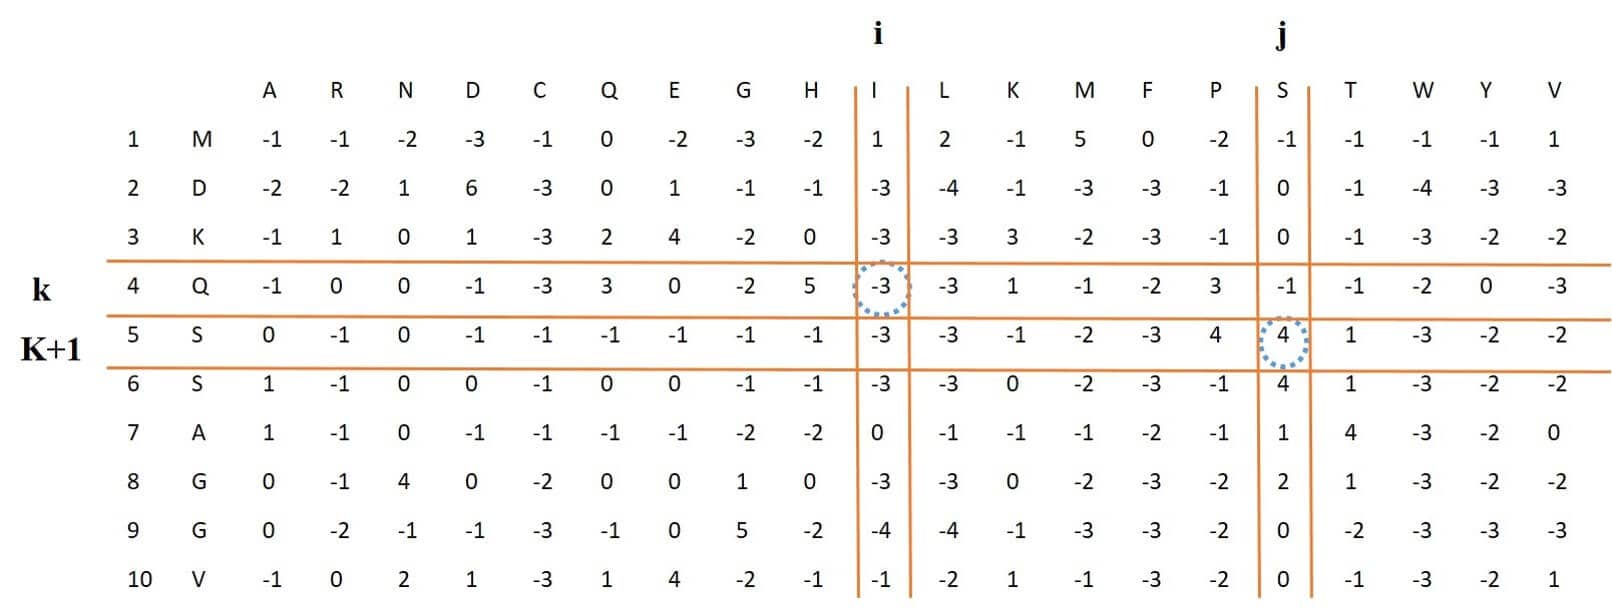 i j
A R N D C Q E G H I L K M F P S T W Y V
1 M -1 -1 -2 -3 -1 0 -2 -3 -2 1 2 -1 5 0 -2 -1 -1 -1 -1 1
2 D -2 -2 1 6 -3 0 1 -1 -1 -3 -4 -1 -3 -3 -1 0 -1 -4 -3 -3
3 K -1 1 0 1 -3 2 4 -2 0 -3 -3 3 -2 -3 -1 0 -1 -3 -2 -2
k 4 Q -1 0 0 -1 -3 3 0 -2 5 -3 -3 1 -1 -2 3 -1 -1 -2 0 -3
K+1 5 S 0 -1 0 -1 -1 -1 -1 -1 -1 -3 -3 -1 -2 -3 4 4 1 -3 -2 -2
6 S 1 -1 0 0 -1 0 0 -1 -1 -3 -3 0 -2 -3 -1 4 1 -3 -2 -2
7 A 1 -1 0 -1 -1 -1 -1 -2 -2 0 -1 -1 -1 -2 -1 1 4 -3 -2 0
8 G 0 -1 4 0 -2 0 0 1 0 -3 -3 0 -2 -3 -2 2 1 -3 -2 -2
9 G 0 -2 -1 -1 -3 -1 0 5 -2 -4 -4 -1 -3 -3 -2 0 -2 -3 -3 -3
10 V -1 0 2 1 -3 1 4 -2 -1 -1 -2 1 -1 -3 -2 0 -1 -3 -2 1